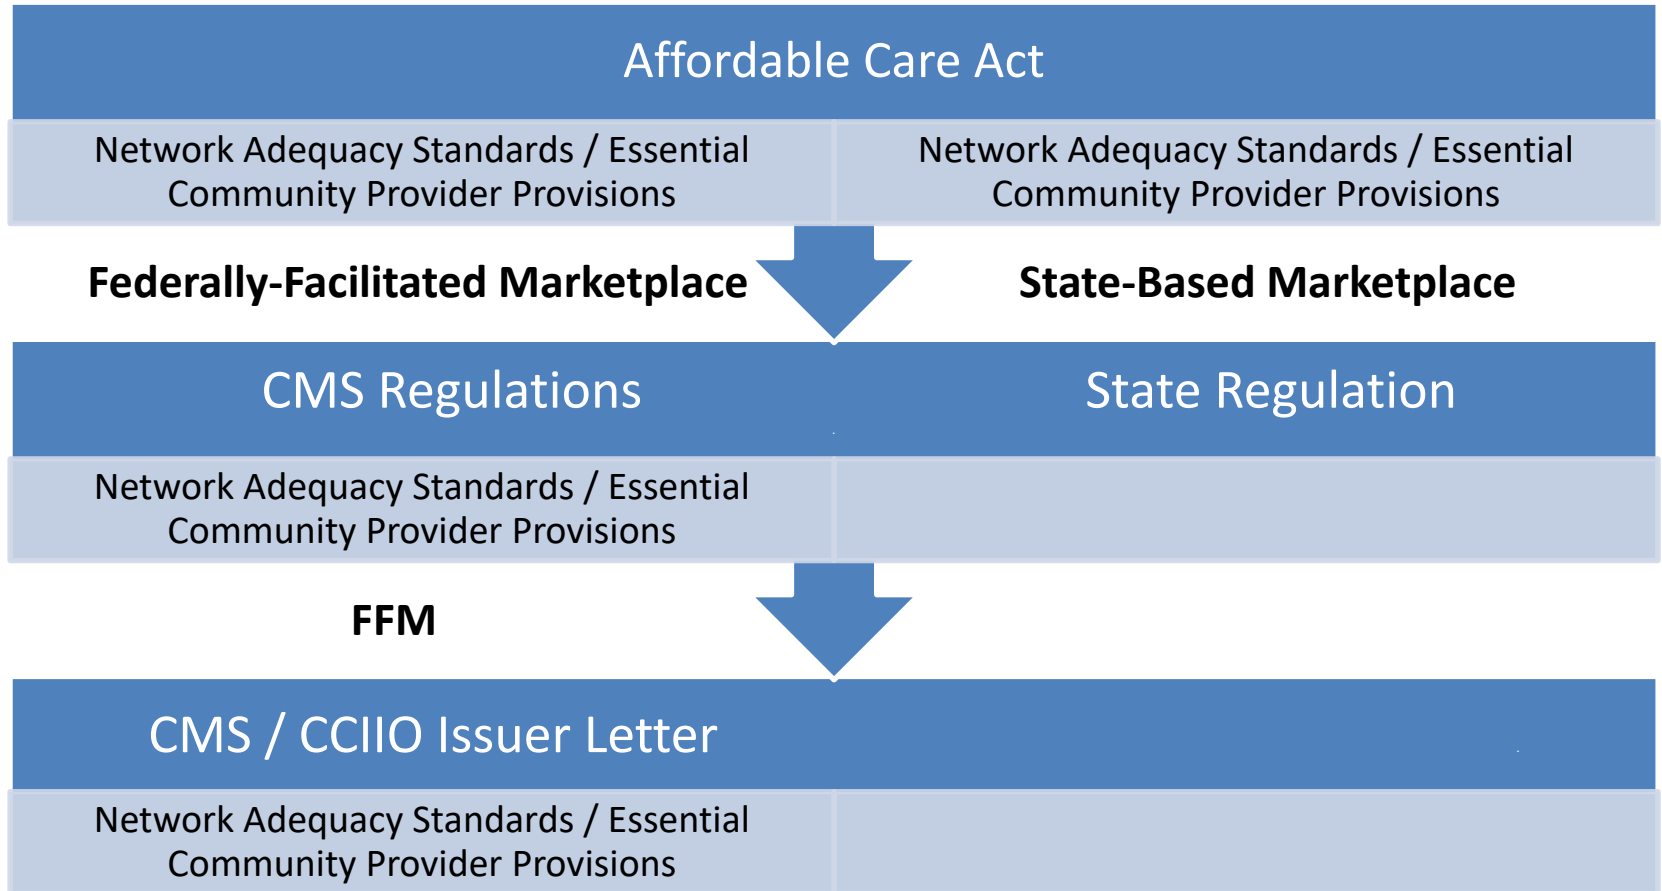 Affordable Care Act
Network Adequacy Standards / Essential
Community Provider Provisions
Network Adequacy Standards / Essential
Community Provider Provisions
Federally-Facilitated Marketplace
State-Based Marketplace
CMS Regulations
State Regulation
Network Adequacy Standards / Essential
Community Provider Provisions
FFM
CMS / CCIIO Issuer Letter
Network Adequacy Standards / Essential
Community Provider Provisions